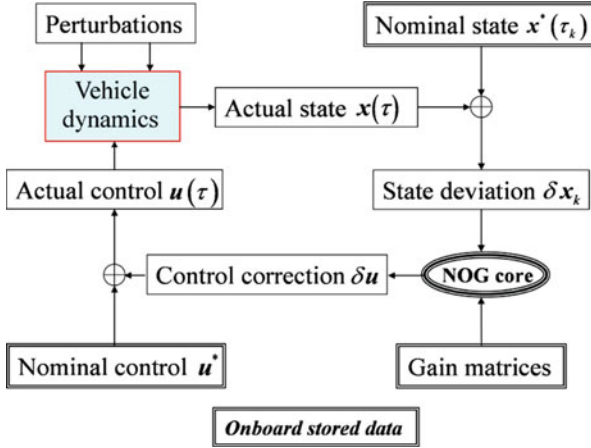 Perturbations
Nominal state x*(τₖ)
Vehicle
dynamics
Actual state x(τ)
Actual control u(τ)
State deviation δxₖ
Control correction δu
NOG core
Nominal control u*
Gain matrices
Onboard stored data